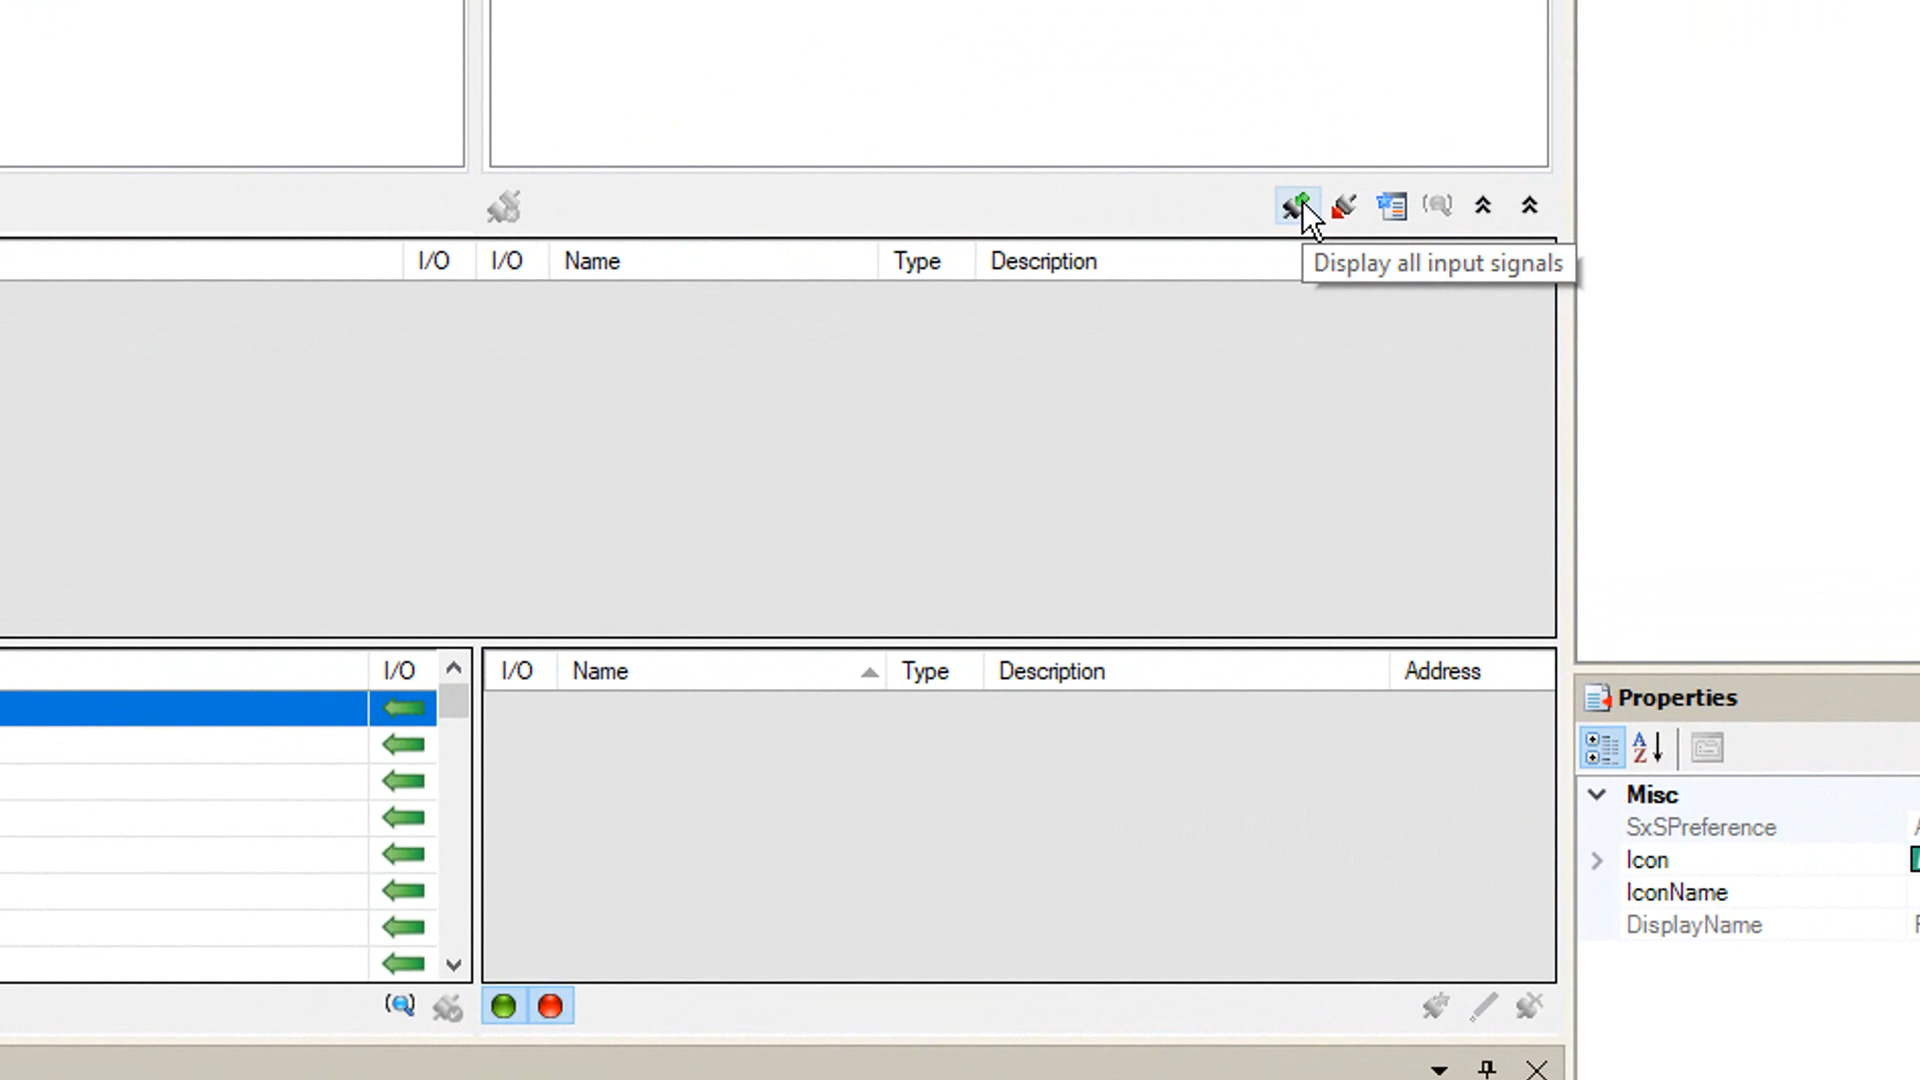 I/O I/O Name Type Description
Display all input signals
I/O I/O Name Type Description Address
Properties
Misc
SxSPreference
Icon
IconName
DisplayName